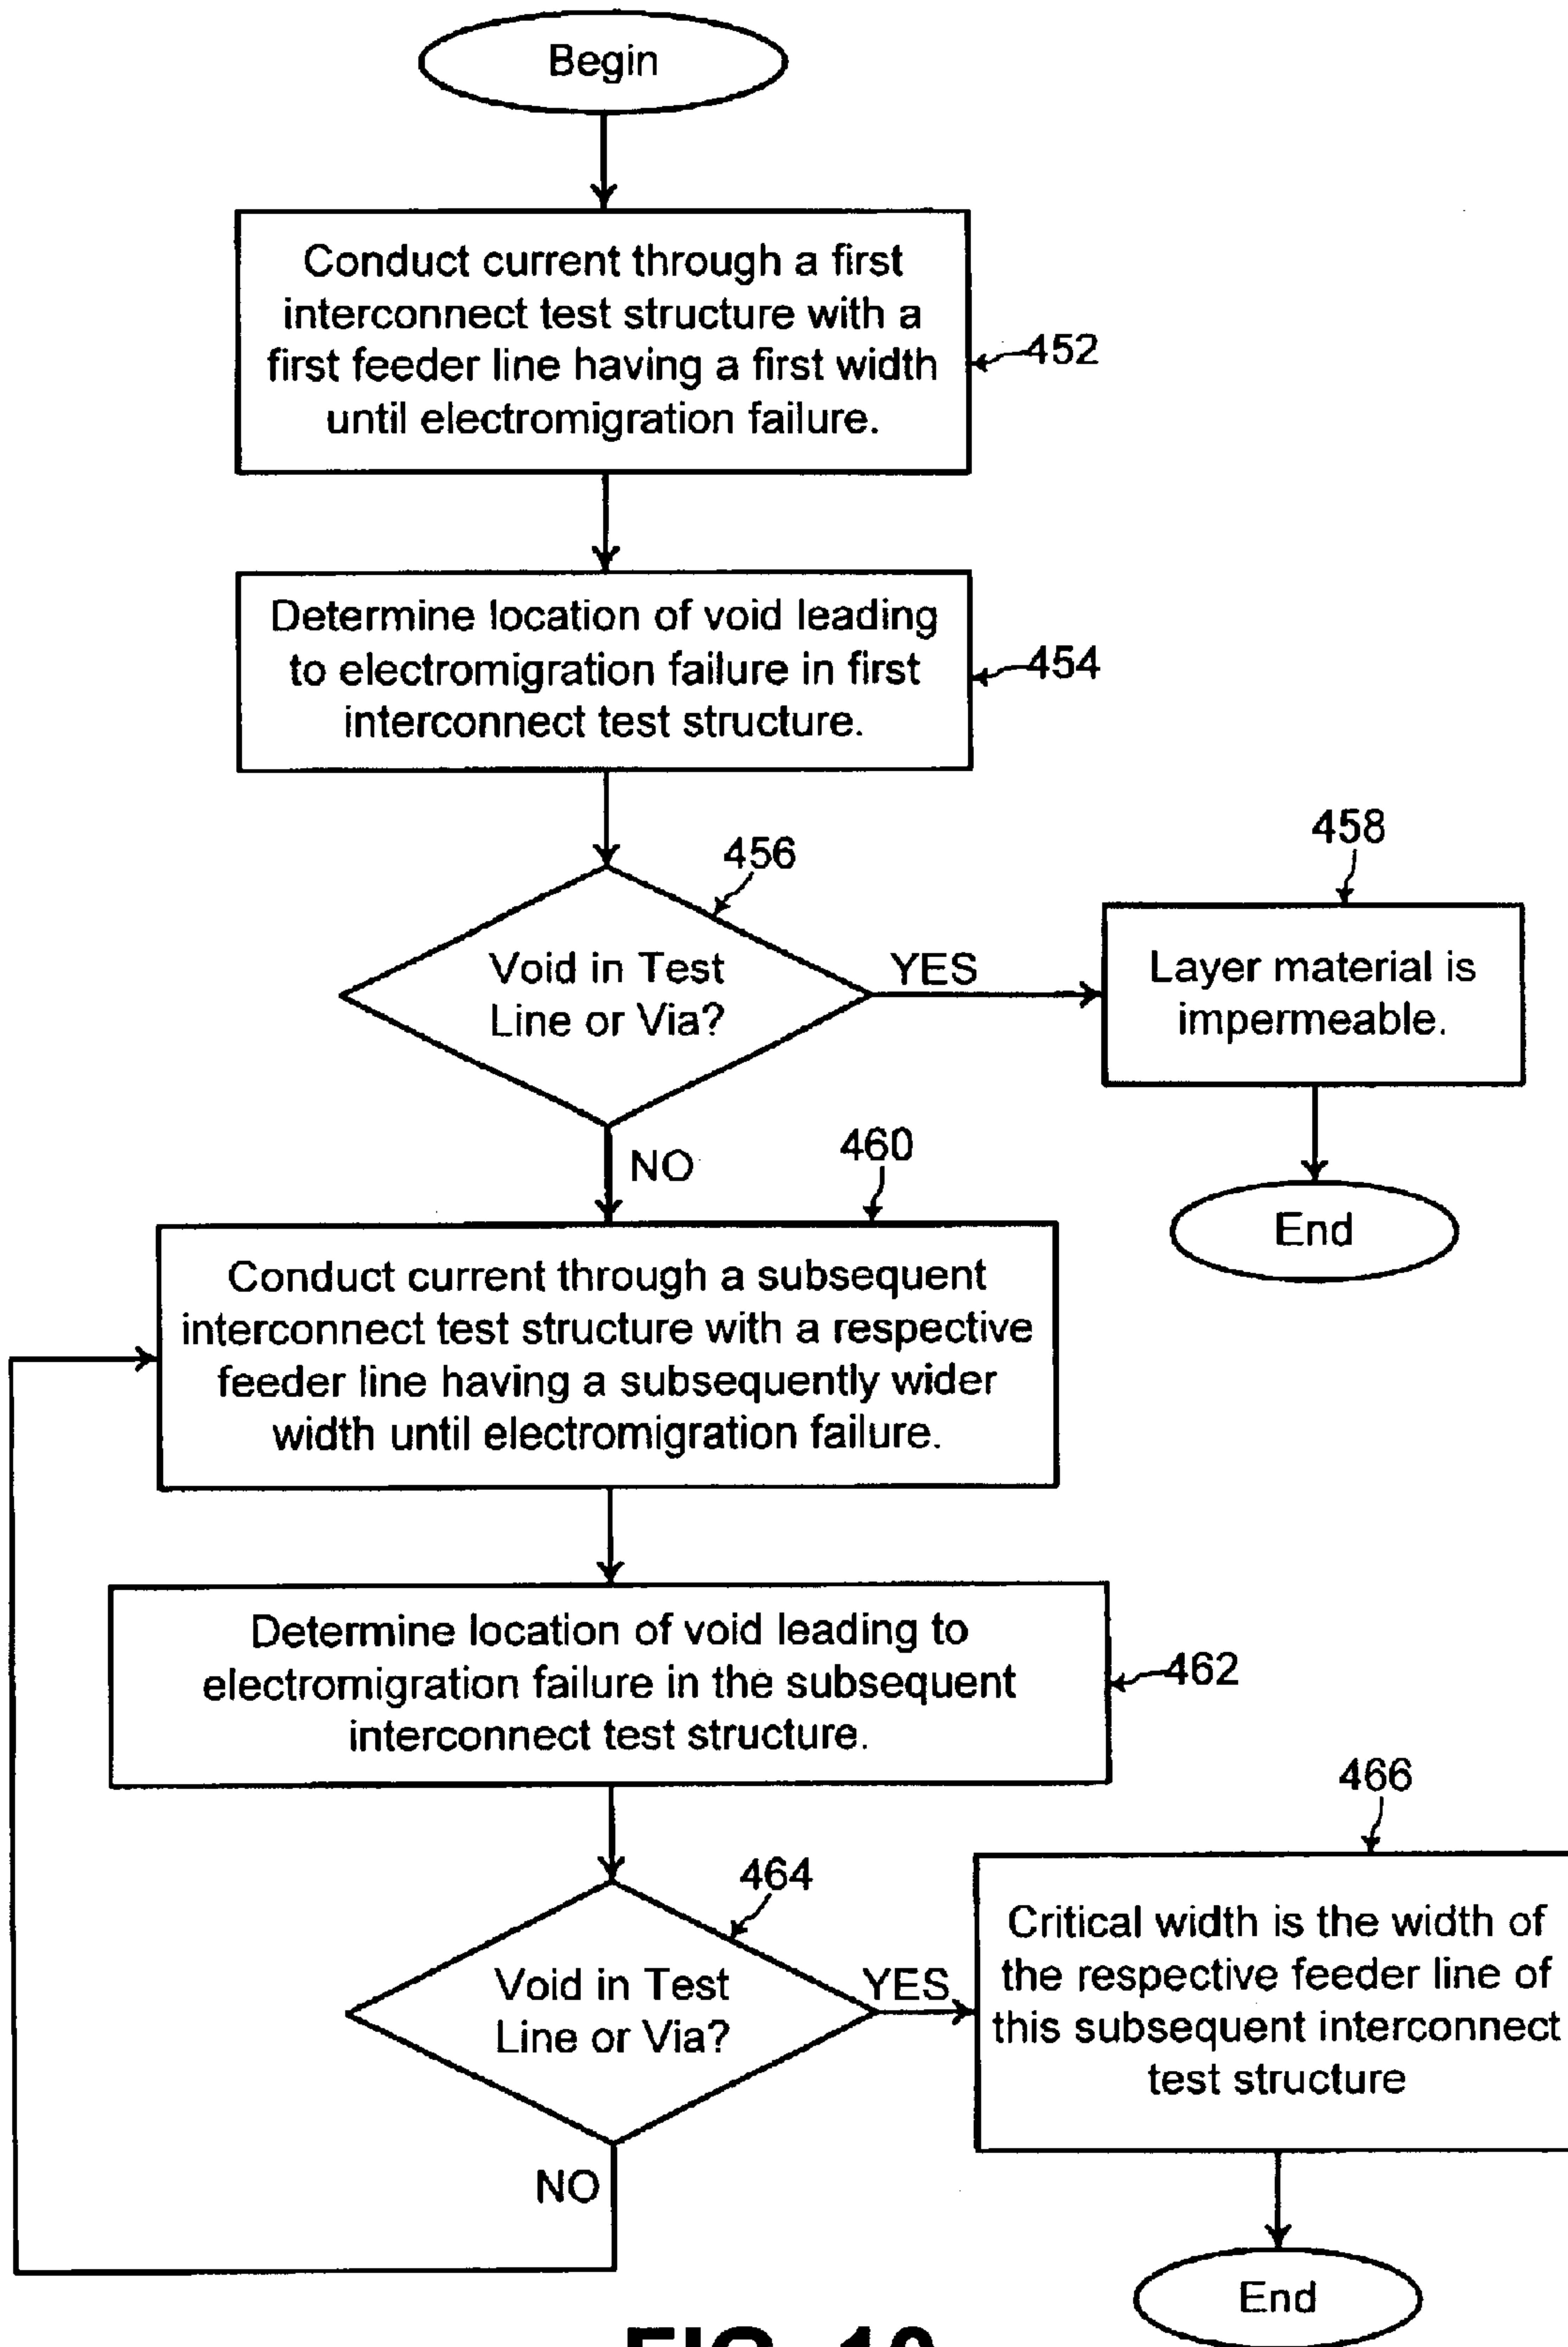 Begin
Conduct current through a first
interconnect test structure with a
first feeder line having a first width
until electromigration failure.
452
Determine location of void leading
to electromigration failure in first
interconnect test structure.
454
456
Void in Test
Line or Via?
YES
458
Layer material is
impermeable.
End
NO
460
Conduct current through a subsequent
interconnect test structure with a respective
feeder line having a subsequently wider
width until electromigration failure.
Determine location of void leading to
electromigration failure in the subsequent
interconnect test structure.
462
464
Void in Test
Line or Via?
YES
466
Critical width is the width of
the respective feeder line of
this subsequent interconnect
test structure
NO
End
FIG.